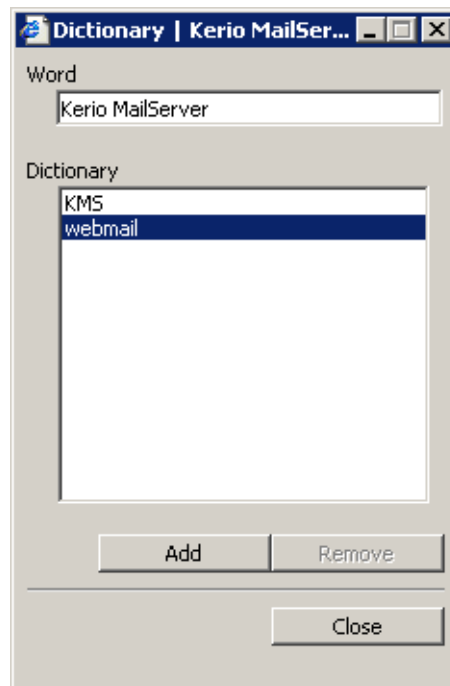 Dictionary | Kerio MailSer...
Word
Kerio MailServer
Dictionary
KMS
webmail
Add
Remove
Close